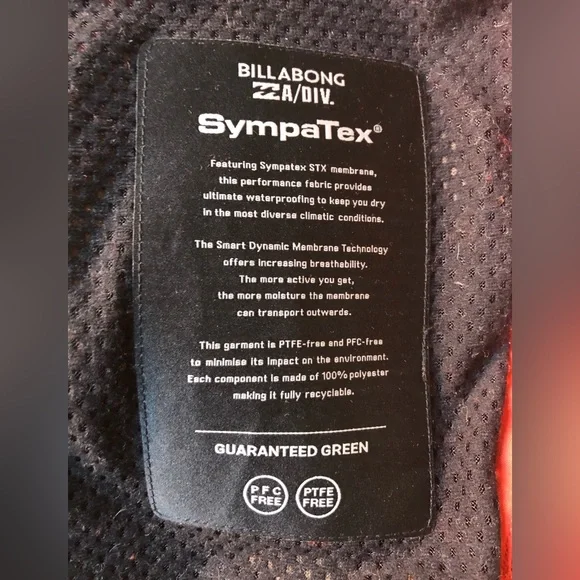 BILLABONG
A/DIV.
SympaTex®
Featuring Sympatex STX membrane,
this performance fabric provides
ultimate waterproofing to keep you dry
in the most diverse climatic conditions.
The Smart Dynamic Membrane Technology
offers increasing breathability.
The more active you get,
the more moisture the membrane
can transport outwards.
This garment is PTFE-free and PFC-free
to minimise its impact on the environment.
Each component is made of 100% polyester
making it fully recyclable.
GUARANTEED GREEN
PFC PTFE
FREE FREE